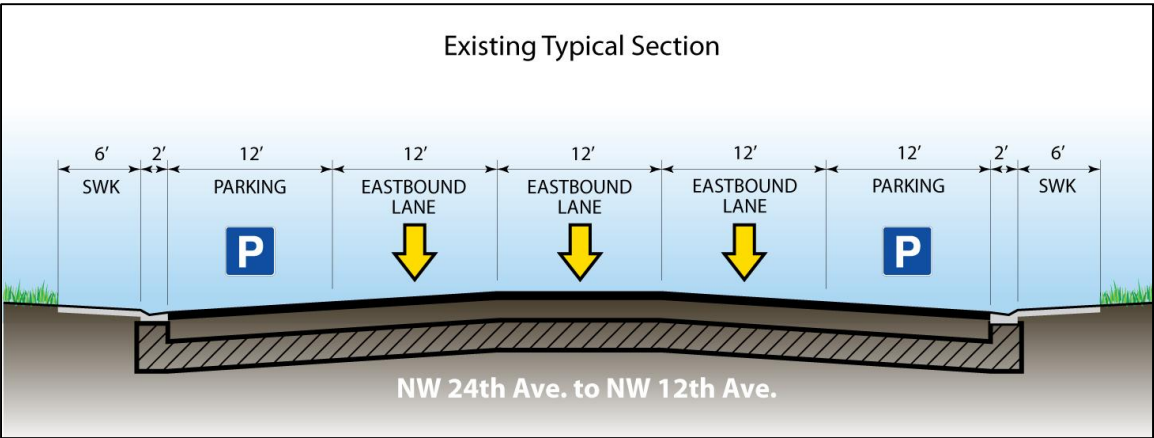 Existing Typical Section
6’ 2’ 12’ 12’ 12’ 12’ 12’ 2’ 6’
SWK PARKING EASTBOUND EASTBOUND EASTBOUND PARKING SWK
LANE LANE LANE
P P
NW 24th Ave. to NW 12th Ave.